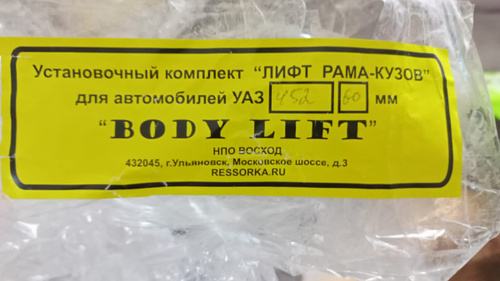 Установочный комплект "ЛИФТ РАМА-КУЗОВ"
для автомобилей УАЗ 452 60 мм
"BODY LIFT"
НПО ВОСХОД
432045, г.Ульяновск, Московское шоссе, д.3
RESSORKA.RU